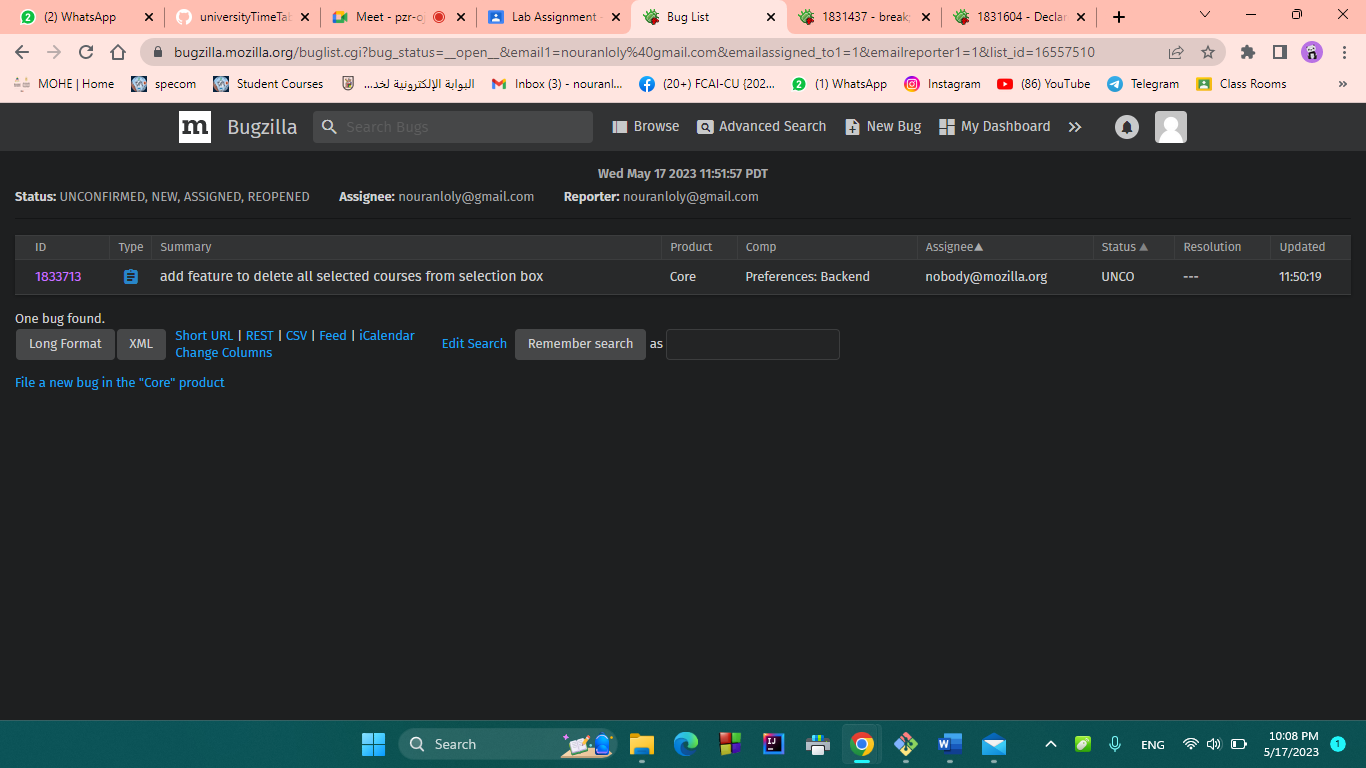 (2) WhatsApp universityTimeTab Meet - pzr-oj Lab Assignment - Bug List 1831437 - break- 1831604 - Declar
bugzilla.mozilla.org/buglist.cgi?bug_status=__open__&email1=nouranloly%40gmail.com&emailassigned_to1=1&emailreporter1=1&list_id=16557510
MOHE | Home specom Student Courses البوابة الإلكترونية لخد... Inbox (3) - nouranl... (20+) FCAI-CU {202... (1) WhatsApp Instagram (86) YouTube Telegram Class Rooms »
m Bugzilla Search Bugs Browse Advanced Search New Bug My Dashboard
Wed May 17 2023 11:51:57 PDT
Status: UNCONFIRMED, NEW, ASSIGNED, REOPENED Assignee: nouranloly@gmail.com Reporter: nouranloly@gmail.com
ID Type Summary Product Comp Assignee▲ Status ▲ Resolution Updated
1833713 add feature to delete all selected courses from selection box Core Preferences: Backend nobody@mozilla.org UNCO --- 11:50:19
One bug found.
Long Format XML Short URL | REST | CSV | Feed | iCalendar Edit Search Remember search as
Change Columns
File a new bug in the "Core" product
Search ENG 10:08 PM 1
5/17/2023